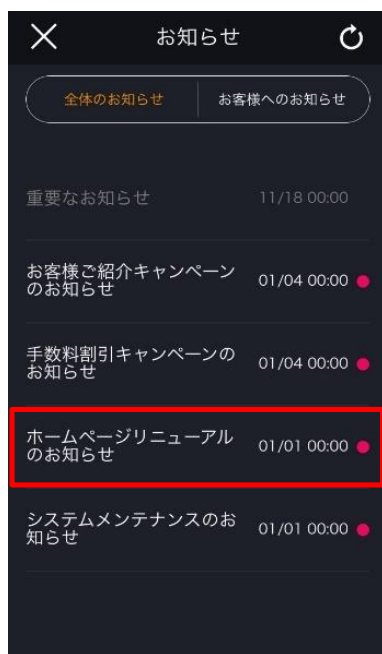 お知らせ
全体のお知らせ お客様へのお知らせ
重要なお知らせ 11/18 00:00
お客様ご紹介キャンペーン
のお知らせ 01/04 00:00
手数料割引キャンペーンの
お知らせ 01/04 00:00
ホームページリニューアル
のお知らせ 01/01 00:00
システムメンテナンスのお
知らせ 01/01 00:00